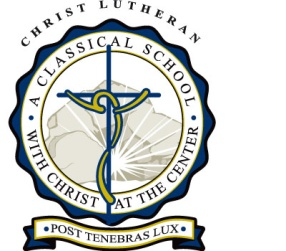 CHRIST LUTHERAN
A CLASSICAL SCHOOL
• WITH CHRIST AT THE CENTER •
• POST TENEBRAS LUX •